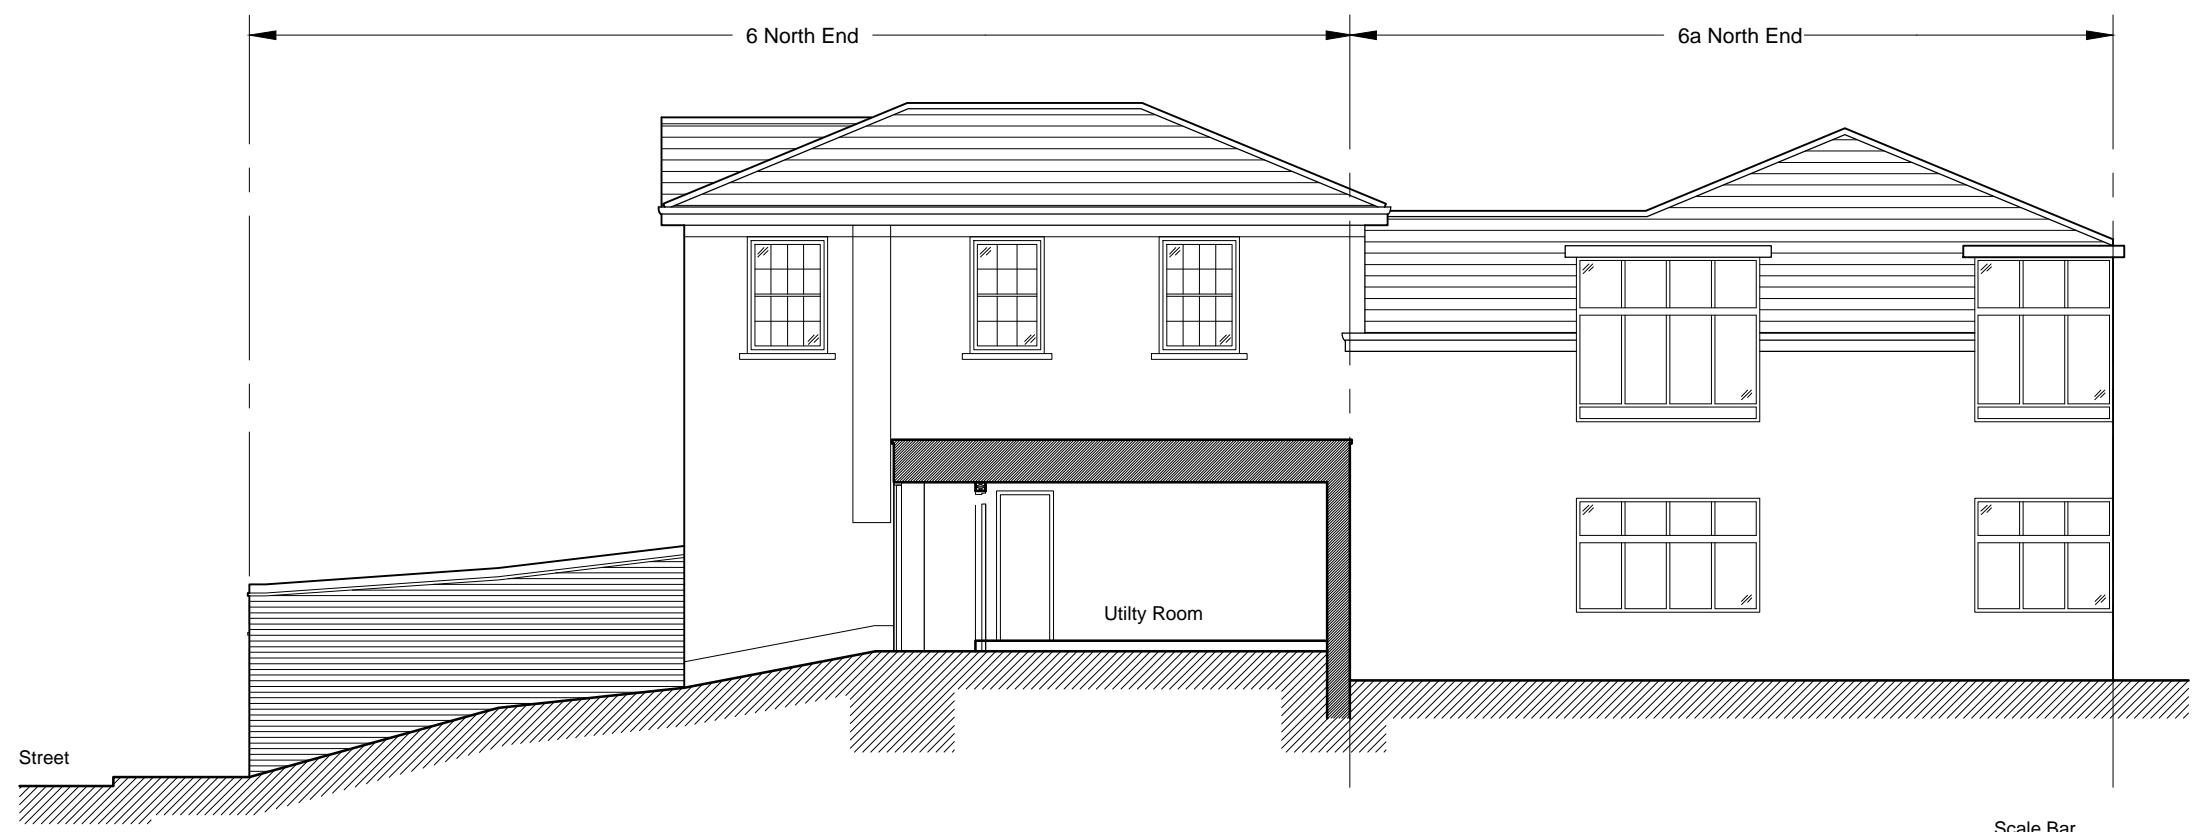 6 North End
6a North End
Utilty Room
Street
Scale Bar